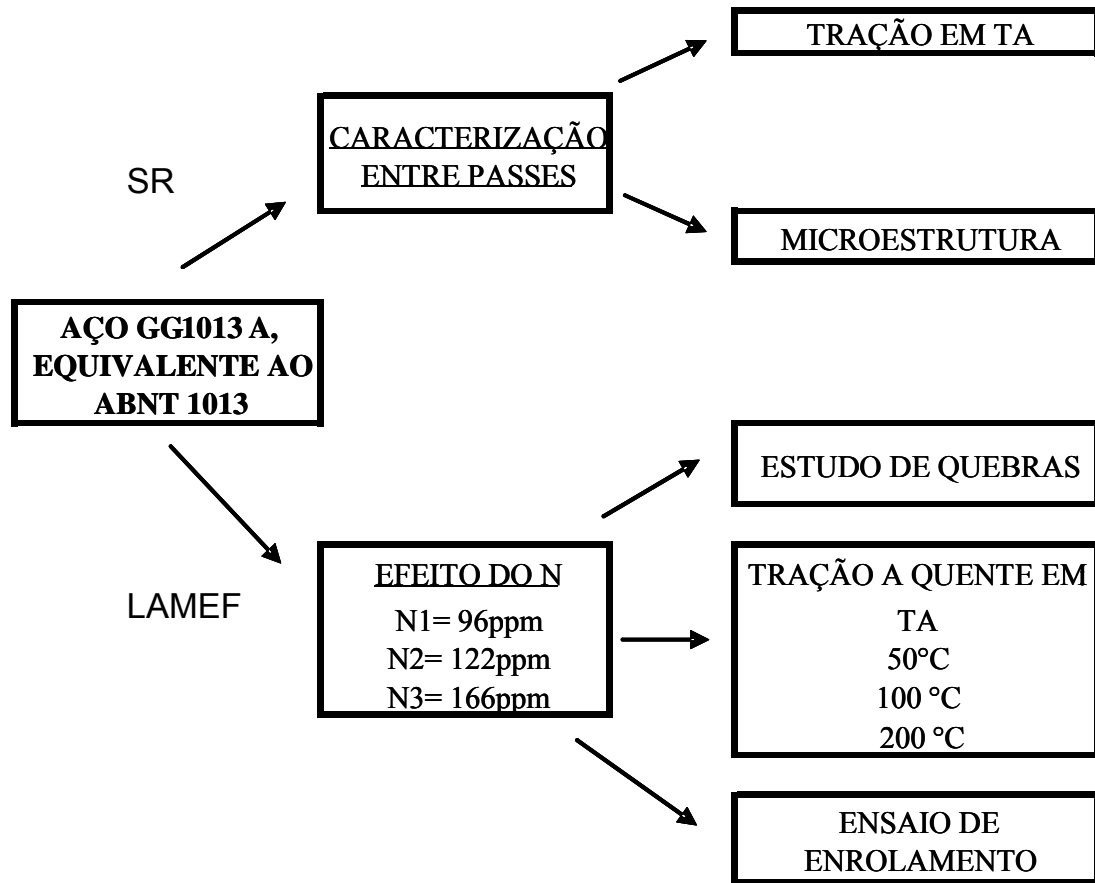 TRAÇÃO EM TA
CARACTERIZAÇÃO
ENTRE PASSES
SR
MICROESTRUTURA
AÇO GG1013 A,
EQUIVALENTE AO
ABNT 1013
ESTUDO DE QUEBRAS
LAMEF
EFEITO DO N
N1= 96ppm
N2= 122ppm
N3= 166ppm
TRAÇÃO A QUENTE EM
TA
50°C
100 °C
200 °C
ENSAIO DE
ENROLAMENTO